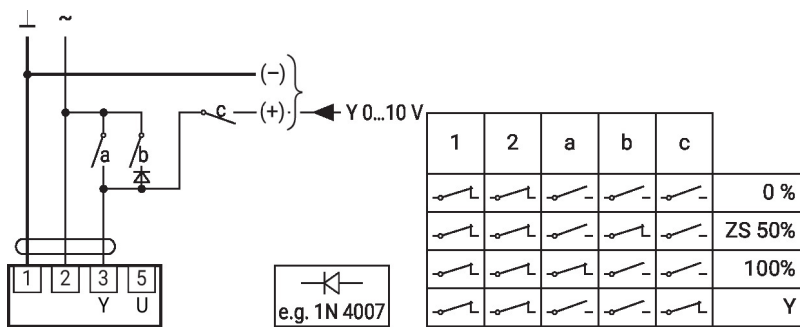 ⊥ ~
(–)
c (+) Y 0...10 V
a b
1 2 3 5
Y U
e.g. 1N 4007
1 2 a b c
0 %
ZS 50%
100%
Y